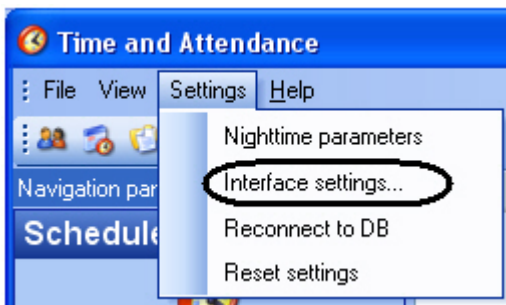 Time and Attendance
File View Settings Help
Nighttime parameters
Interface settings...
Navigation par
Reconnect to DB
Schedule
Reset settings